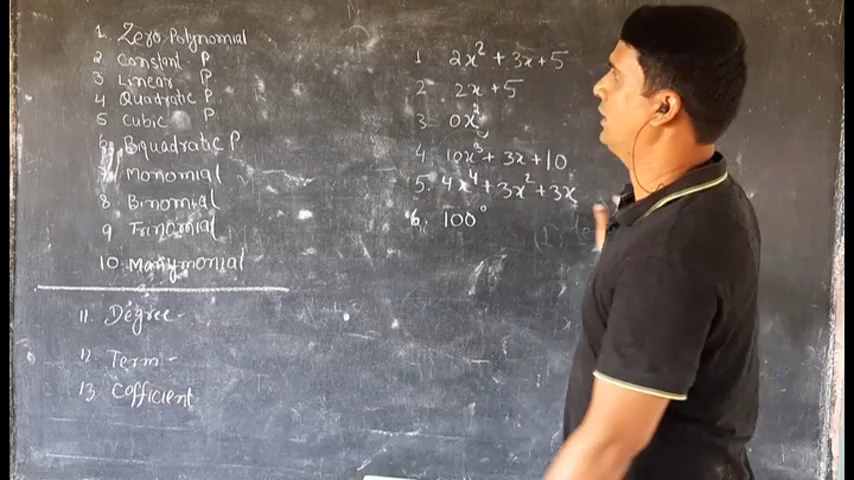 1. Zero Polynomial
2 Constant P
3 Linear P
4 Quadratic P
5 Cubic P
6. Bquadratic P
7. Monomial
8 Binomial
9 Trinomial
10 Manymonial
11. Degree -
12 Term -
13 Cofficient
1 2x² + 3x + 5
2 2x + 5
3. 0x²
4. 10x³ + 3x + 10
5. 4x⁴ + 3x² + 3x
6. 100°